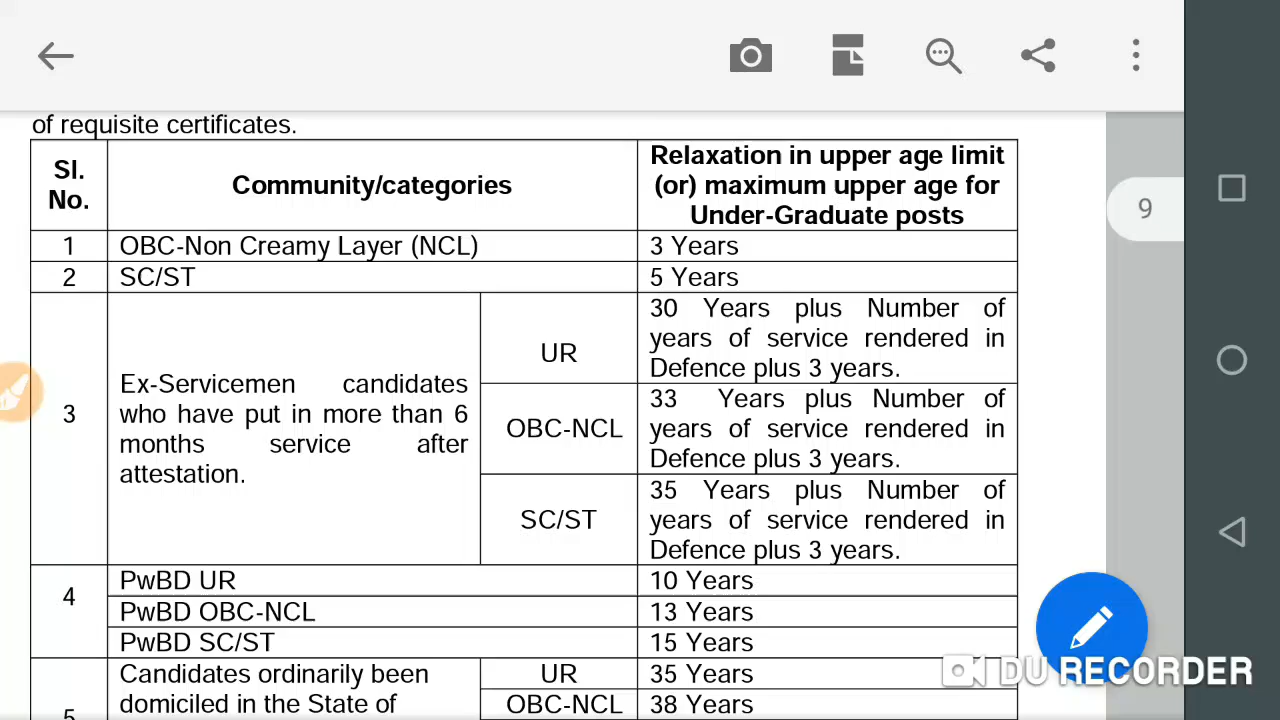 of requisite certificates.
Sl.
No.
Community/categories
Relaxation in upper age limit
(or) maximum upper age for
Under-Graduate posts
1
OBC-Non Creamy Layer (NCL)
3 Years
2
SC/ST
5 Years
3
Ex-Servicemen candidates
who have put in more than 6
months service after
attestation.
UR
30 Years plus Number of
years of service rendered in
Defence plus 3 years.
OBC-NCL
33 Years plus Number of
years of service rendered in
Defence plus 3 years.
SC/ST
35 Years plus Number of
years of service rendered in
Defence plus 3 years.
4
PwBD UR
10 Years
PwBD OBC-NCL
13 Years
PwBD SC/ST
15 Years
5
Candidates ordinarily been
domiciled in the State of
UR
35 Years
OBC-NCL
38 Years
9
DU RECORDER